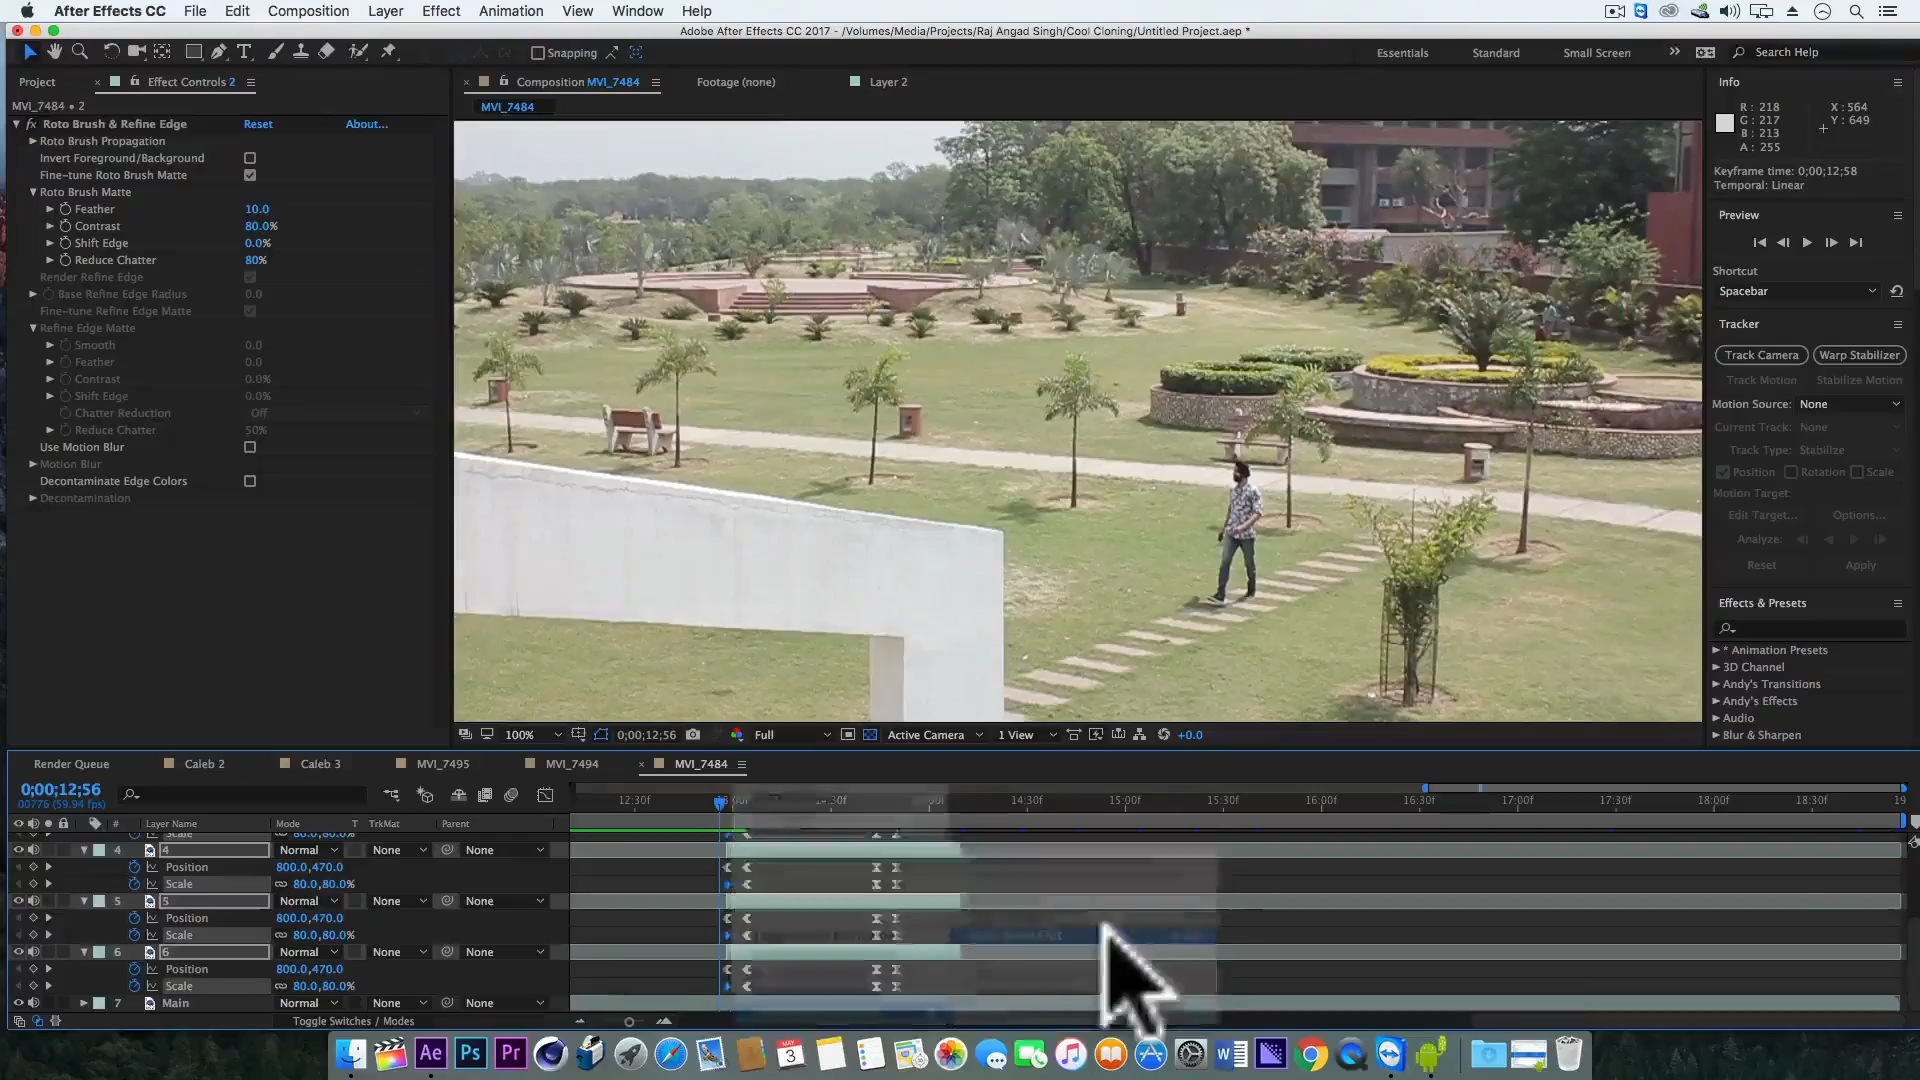 After Effects CC File Edit Composition Layer Effect Animation View Window Help
Adobe After Effects CC 2017 - /Volumes/Media/Projects/Raj Angad Singh/Cool Cloning/Untitled Project.aep *
Snapping Essentials Standard Small Screen Search Help
Project Effect Controls 2 Composition MVI_7484 Footage (none) Layer 2 Info
MVI_7484 • 2 MVI_7484
R: 218 X: 564
G: 217 Y: 649
B: 213
A: 255
Keyframe time: 0;00;12;58
Temporal: Linear
fx Roto Brush & Refine Edge Reset About...
Roto Brush Propagation
Invert Foreground/Background
Fine-tune Roto Brush Matte
Roto Brush Matte
Feather 10.0
Contrast 80.0%
Shift Edge 0.0%
Reduce Chatter 80%
Render Refine Edge
Base Refine Edge Radius 0.0
Fine-tune Refine Edge Matte
Refine Edge Matte
Smooth 0.0
Feather 0.0
Contrast 0.0%
Shift Edge 0.0%
Chatter Reduction Off
Reduce Chatter 50%
Use Motion Blur
Motion Blur
Decontaminate Edge Colors
Decontamination
Preview
Shortcut
Spacebar
Tracker
Track Camera Warp Stabilizer
Track Motion Stabilize Motion
Motion Source: None
Current Track: None
Track Type: Stabilize
Position Rotation Scale
Motion Target:
Edit Target... Options...
Analyze:
Reset Apply
Effects & Presets
* Animation Presets
3D Channel
Andy's Transitions
Andy's Effects
Audio
Blur & Sharpen
100% 0;00;12;56 Full Active Camera 1 View +0.0
Render Queue Caleb 2 Caleb 3 MVI_7495 MVI_7494 MVI_7484
0;00;12;56
00776 (59.94 fps)
12:30f 14:30f 15:00f 15:30f 16:00f 16:30f 17:00f 17:30f 18:00f 18:30f 19
# Layer Name Mode T TrkMat Parent
Scale 80.0,80.0%
4 4 Normal None None
Position 800.0,470.0
Scale 80.0,80.0%
5 5 Normal None None
Position 800.0,470.0
Scale 80.0,80.0%
6 6 Normal None None
Position 800.0,470.0
Scale 80.0,80.0%
7 Main Normal None None
Toggle Switches / Modes
Ae Ps Pr MAY 3 W